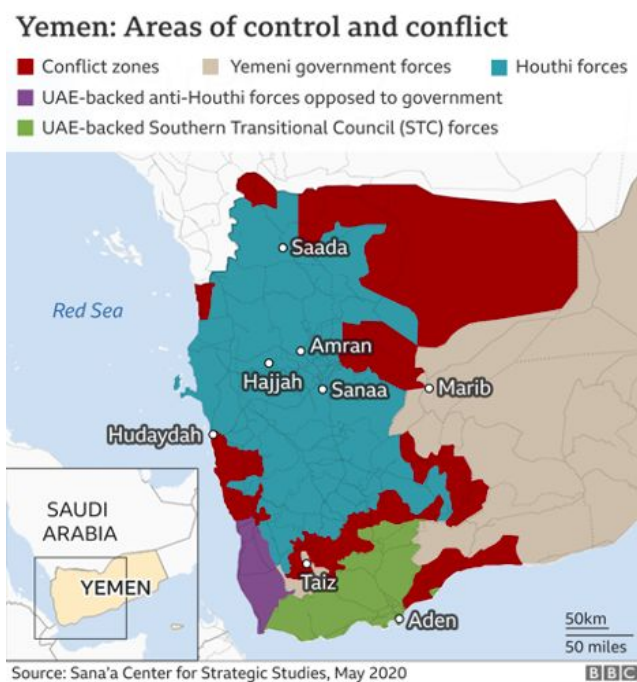 Yemen: Areas of control and conflict
Conflict zones Yemeni government forces Houthi forces
UAE-backed anti-Houthi forces opposed to government
UAE-backed Southern Transitional Council (STC) forces
Saada
Red Sea
Amran
Hajjah
Sanaa
Marib
Hudaydah
SAUDI
ARABIA
YEMEN
Taiz
Aden
50km
50 miles
Source: Sana'a Center for Strategic Studies, May 2020
BBC